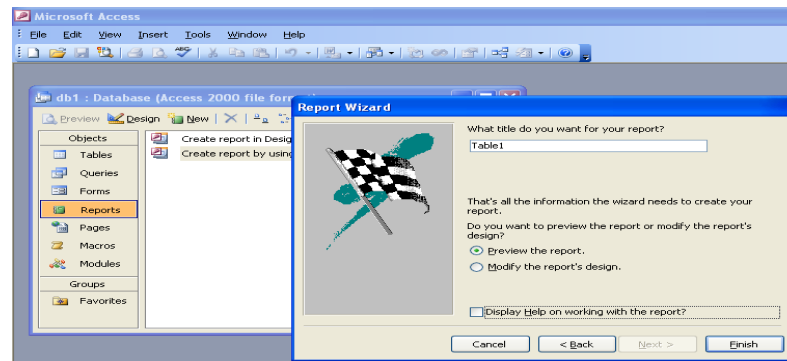 Microsoft Access
File Edit View Insert Tools Window Help
db1 : Database (Access 2000 file
Preview Design New
Objects
Tables
Queries
Forms
Reports
Pages
Macros
Modules
Groups
Favorites
Create report in Desig
Create report by using
Report Wizard
What title do you want for your report?
Table1
That's all the information the wizard needs to create your
report.
Do you want to preview the report or modify the report's
design?
Preview the report.
Modify the report's design.
Display Help on working with the report?
Cancel < Back Next > Finish